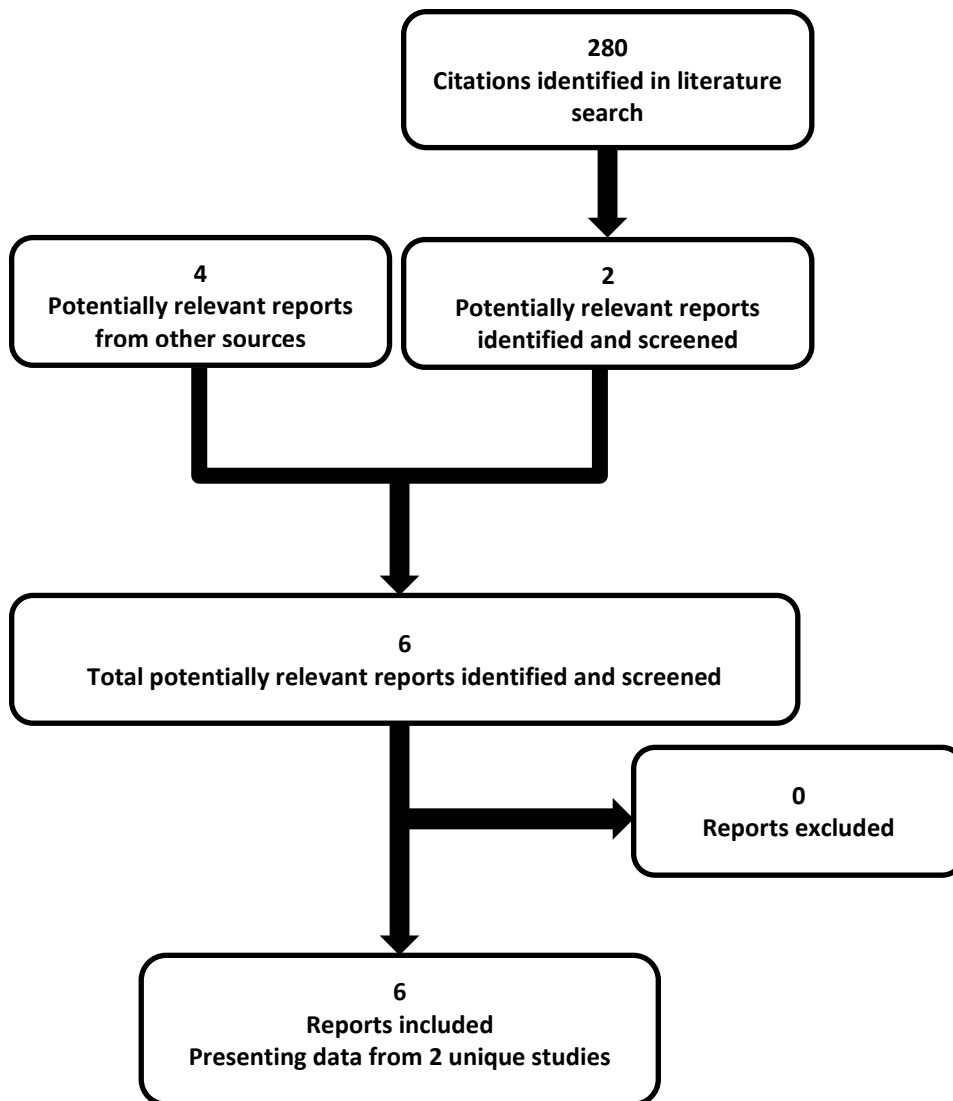 280
Citations identified in literature
search
4
Potentially relevant reports
from other sources
2
Potentially relevant reports
identified and screened
6
Total potentially relevant reports identified and screened
0
Reports excluded
6
Reports included
Presenting data from 2 unique studies